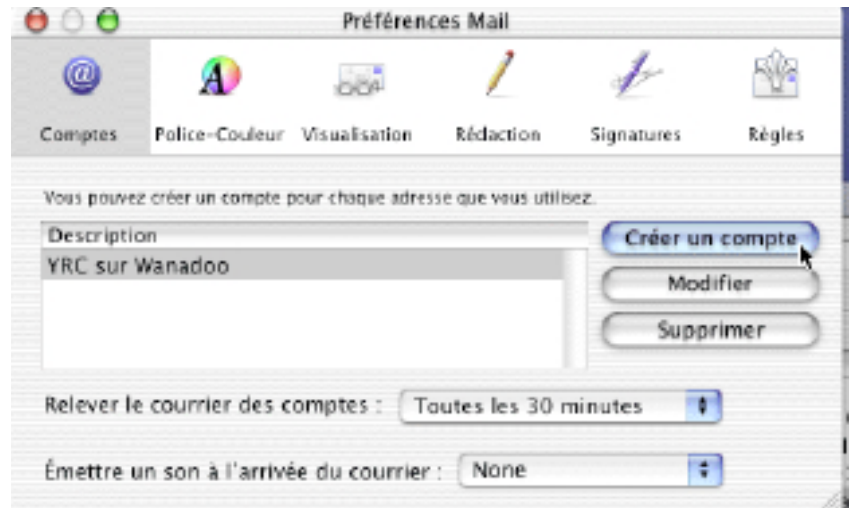 Préférences Mail
Comptes Police-Couleur Visualisation Rédaction Signatures Règles
Vous pouvez créer un compte pour chaque adresse que vous utilisez.
Description
Créer un compte
YRC sur Wanadoo
Modifier
Supprimer
Relever le courrier des comptes : Toutes les 30 minutes
Émettre un son à l'arrivée du courrier : None